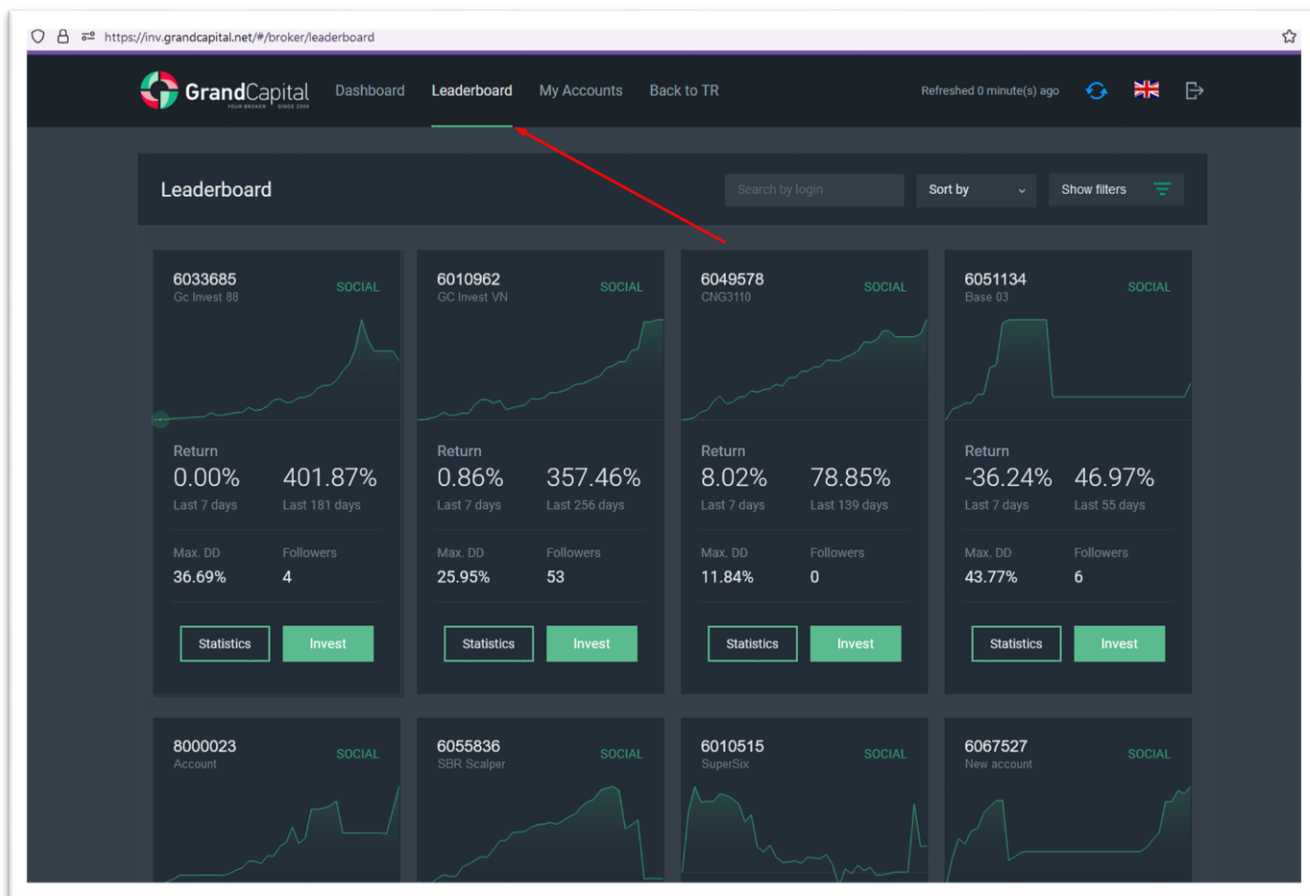 https://inv.grandcapital.net/#/broker/leaderboard
GrandCapital Dashboard Leaderboard My Accounts Back to TR Refreshed 0 minute(s) ago
YOUR BROKER SINCE 2006
Leaderboard Search by login Sort by Show filters
6033685 SOCIAL
Gc Invest 88
Return
0.00% 401.87%
Last 7 days Last 181 days
Max. DD Followers
36.69% 4
Statistics Invest
6010962 SOCIAL
GC Invest VN
Return
0.86% 357.46%
Last 7 days Last 256 days
Max. DD Followers
25.95% 53
Statistics Invest
6049578 SOCIAL
CNG3110
Return
8.02% 78.85%
Last 7 days Last 139 days
Max. DD Followers
11.84% 0
Statistics Invest
6051134 SOCIAL
Base 03
Return
-36.24% 46.97%
Last 7 days Last 55 days
Max. DD Followers
43.77% 6
Statistics Invest
8000023 SOCIAL
Account
6055836 SOCIAL
SBR Scalper
6010515 SOCIAL
SuperSix
6067527 SOCIAL
New account